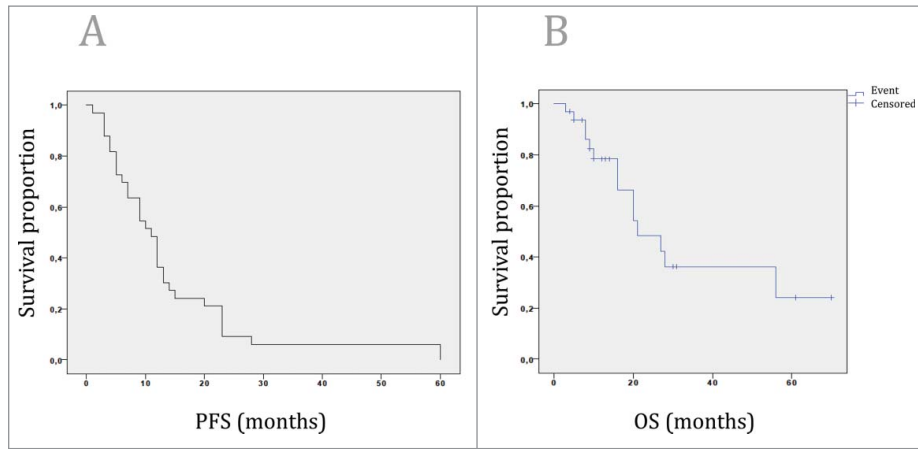 A
Survival proportion
1,0
0,8
0,6
0,4
0,2
0,0
0
10
20
30
40
50
60
PFS (months)
B
Event
Censored
Survival proportion
1,0
0,8
0,6
0,4
0,2
0,0
0
20
40
60
OS (months)